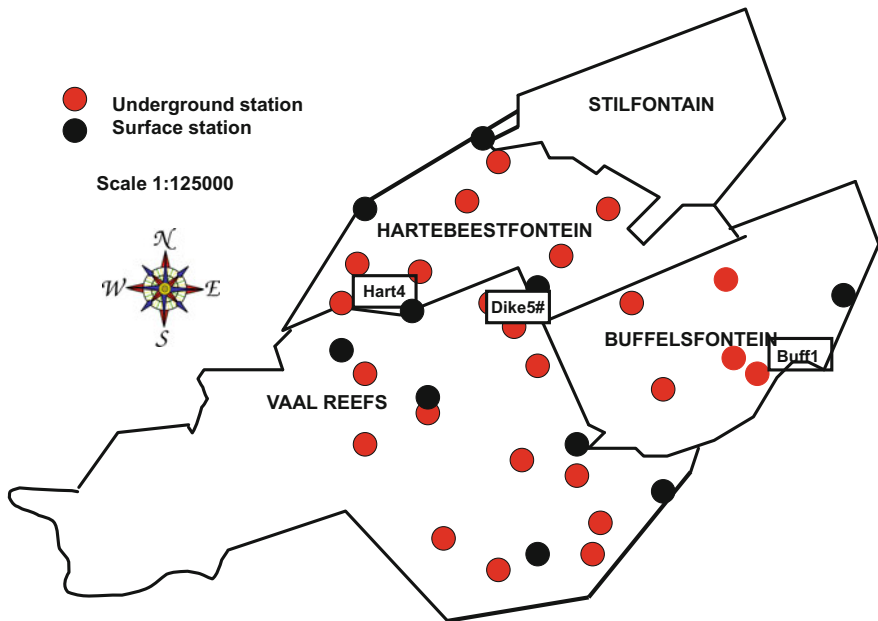 Underground station
Surface station
Scale 1:125000
N
W E
S
STILFONTAIN
HARTEBEESTFONTEIN
Hart4
Dike5#
BUFFELSFONTEIN
Buff1
VAAL REEFS